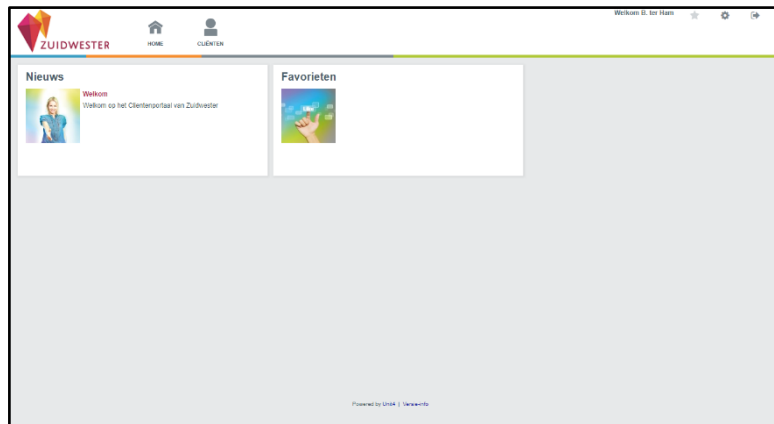 Welkom B. ter Ham
ZUIDWESTER
HOME
CLIËNTEN
Nieuws
Welkom
Welkom op het Cliëntenportaal van Zuidwester
Favorieten
Powered by Unit4 | Versie-info